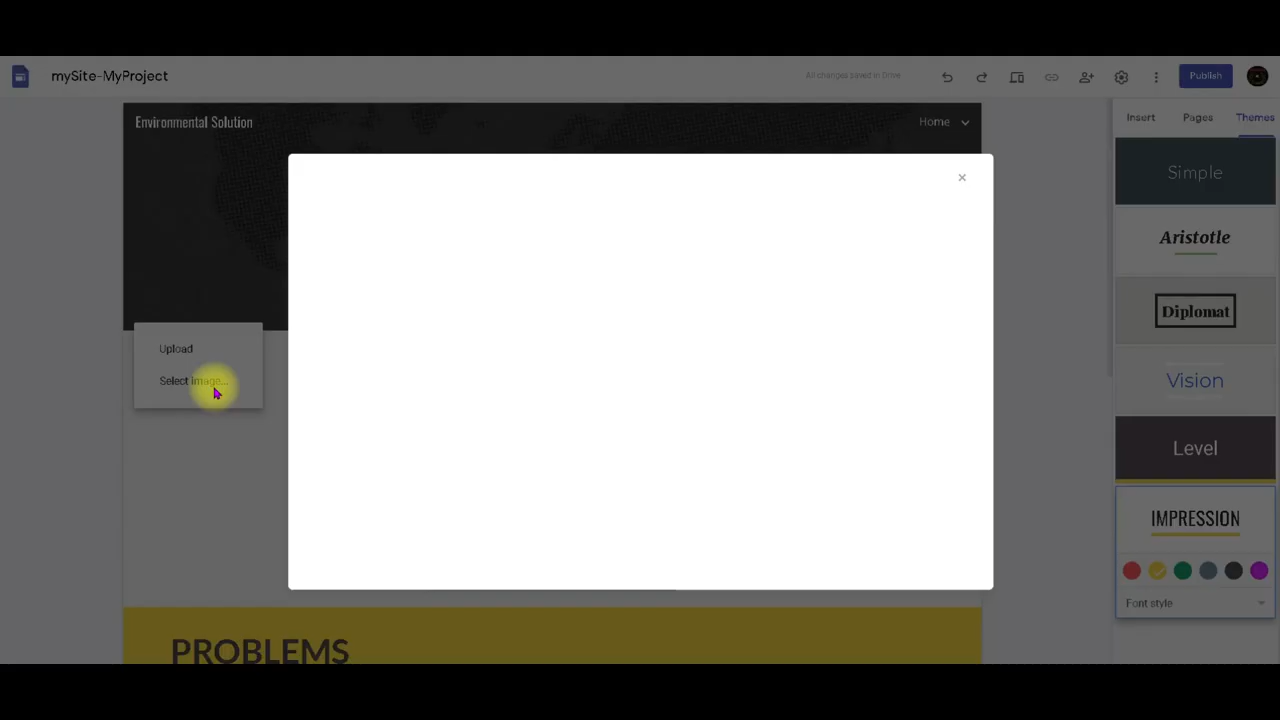 mySite-MyProject
All changes saved in Drive
Publish
Environmental Solution
Home
Insert
Pages
Themes
Simple
Aristotle
Diplomat
Vision
Level
IMPRESSION
Font style
Upload
Select image...
PROBLEMS